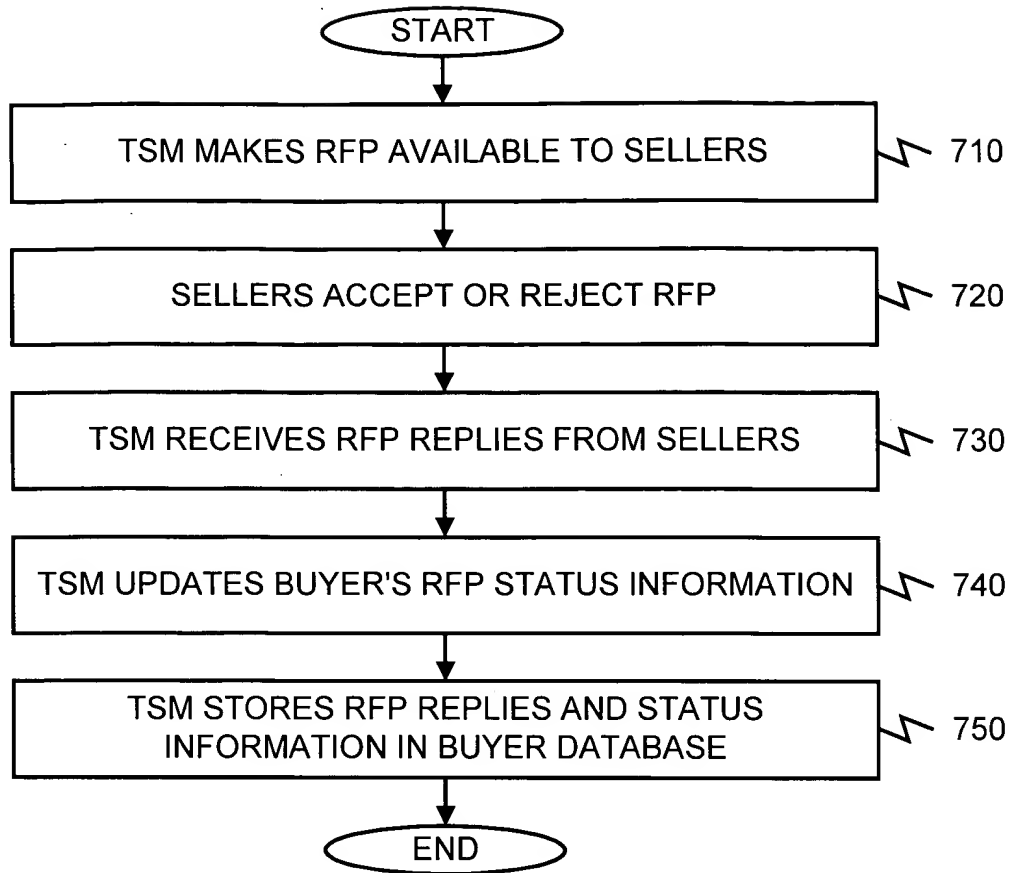 START
TSM MAKES RFP AVAILABLE TO SELLERS
710
SELLERS ACCEPT OR REJECT RFP
720
TSM RECEIVES RFP REPLIES FROM SELLERS
730
TSM UPDATES BUYER'S RFP STATUS INFORMATION
740
TSM STORES RFP REPLIES AND STATUS
INFORMATION IN BUYER DATABASE
750
END